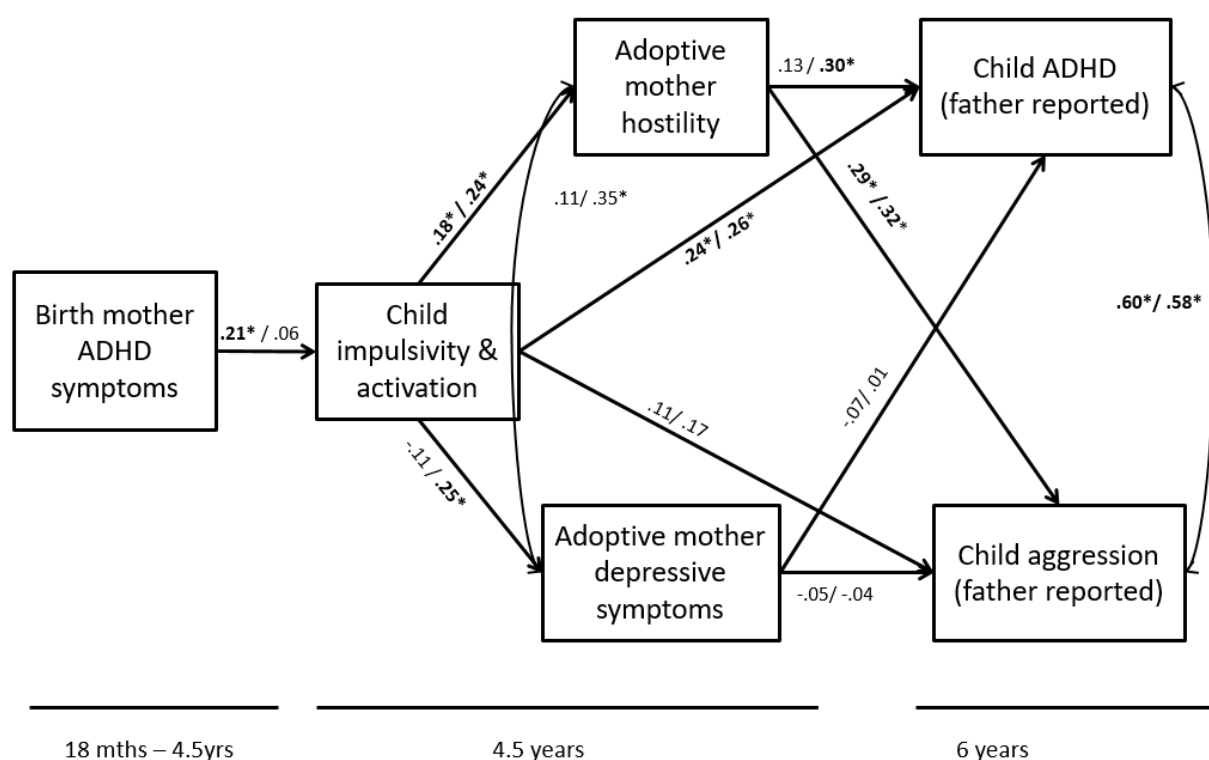 Adoptive
mother
hostility
.13 / .30*
Child ADHD
(father reported)
.18* / .24*
.11/ .35*
.29* /.32*
.24* / .26*
Birth mother
ADHD
symptoms
.21* / .06
Child
impulsivity &
activation
.60*/ .58*
-.07/ .01
.11/ .17
-.11 / .25*
Adoptive mother
depressive
symptoms
-.05/ -.04
Child aggression
(father reported)
18 mths – 4.5yrs
4.5 years
6 years